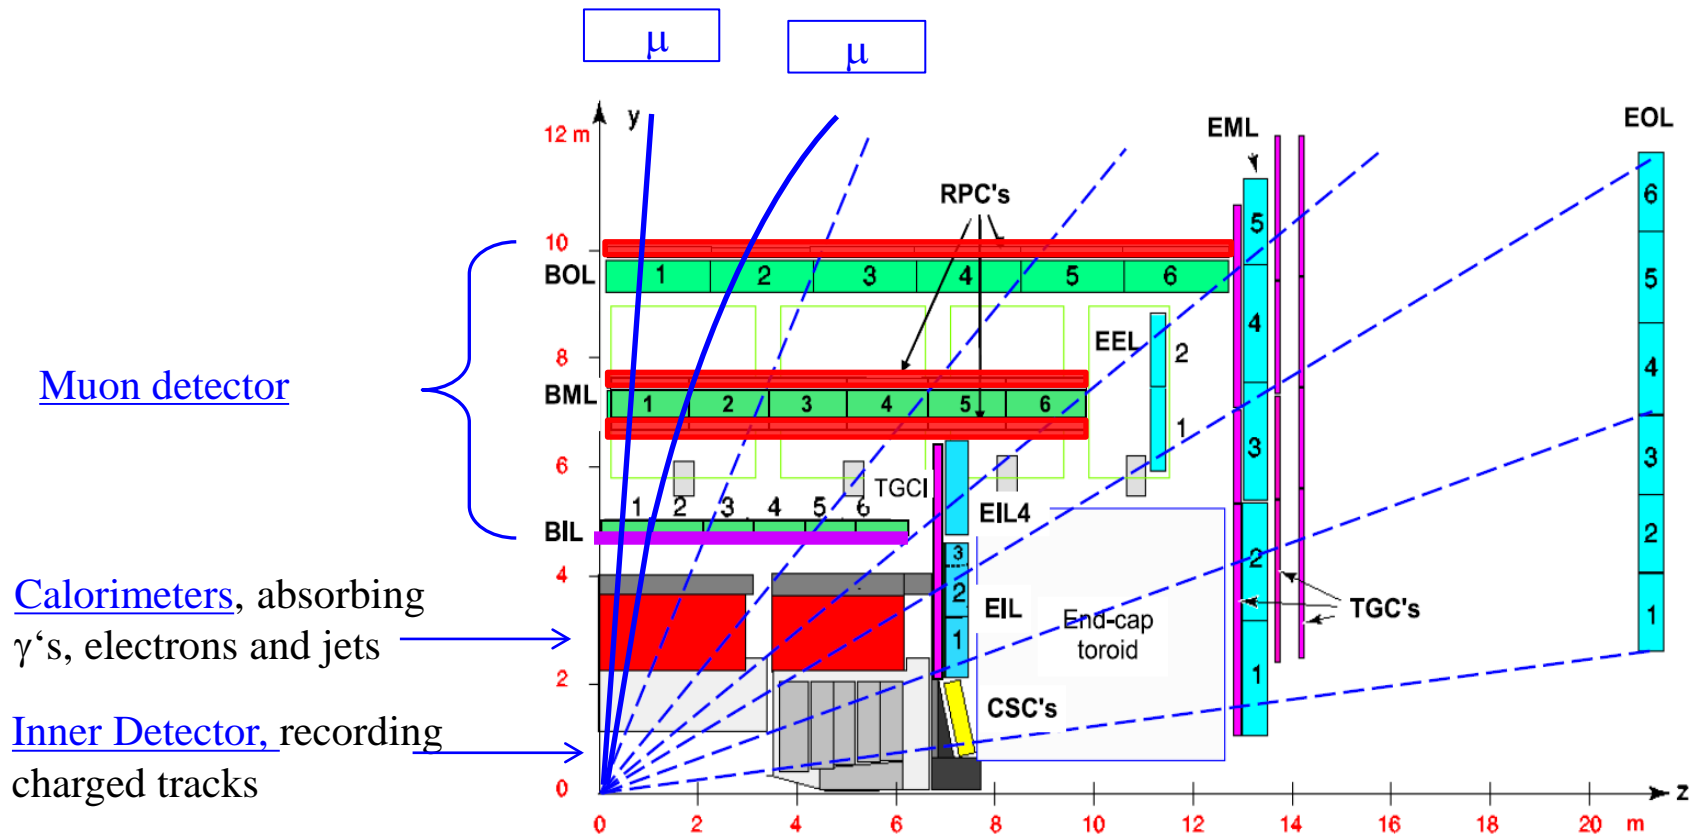 μ
μ
y
12 m
EML
EOL
RPC's
10
BOL
1 2 3 4 5 6
5
6
5
4
EEL
2
1
8
Muon detector
BML
1 2 3 4 5 6
4
3
3
6
TGCI
1 2 3 4 5 6
EIL4
BIL
2
2
3
2
1
EIL
4
Calorimeters, absorbing
γ‘s, electrons and jets
End-cap
toroid
TGC's
1
1
2
CSC's
Inner Detector, recording
charged tracks
0
z
0 2 4 6 8 10 12 14 16 18 20 m